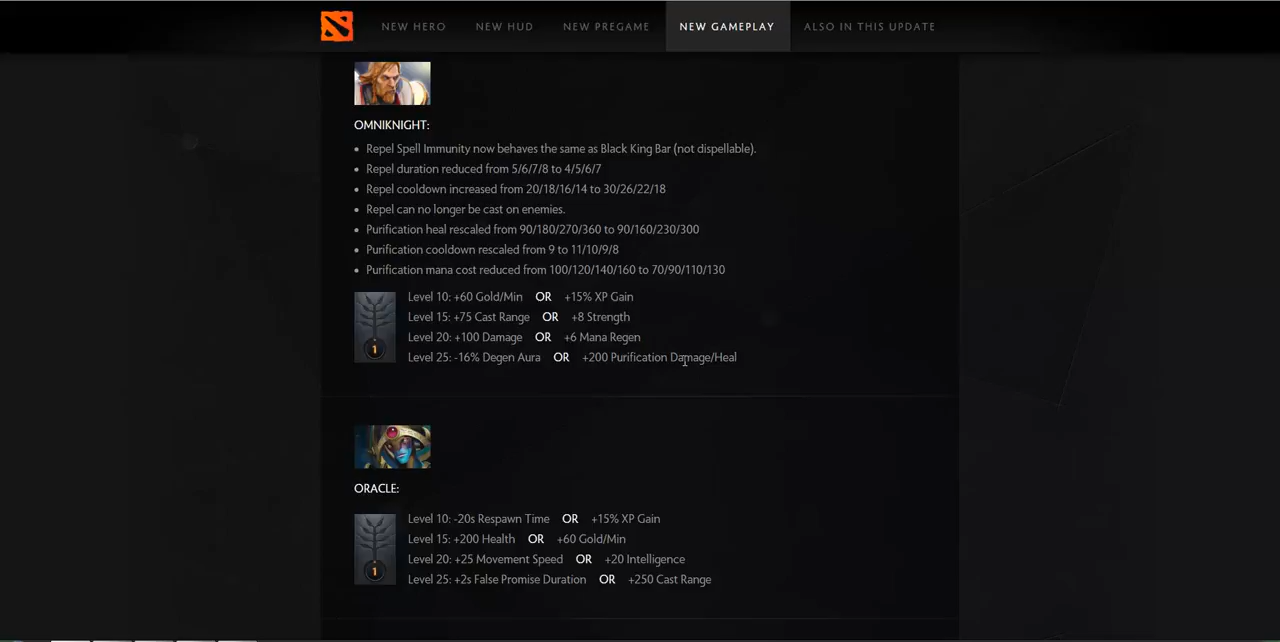 NEW HERO NEW HUD NEW PREGAME NEW GAMEPLAY ALSO IN THIS UPDATE
OMNIKNIGHT:
• Repel Spell Immunity now behaves the same as Black King Bar (not dispellable).
• Repel duration reduced from 5/6/7/8 to 4/5/6/7
• Repel cooldown increased from 20/18/16/14 to 30/26/22/18
• Repel can no longer be cast on enemies.
• Purification heal rescaled from 90/180/270/360 to 90/160/230/300
• Purification cooldown rescaled from 9 to 11/10/9/8
• Purification mana cost reduced from 100/120/140/160 to 70/90/110/130
Level 10: +60 Gold/Min OR +15% XP Gain
Level 15: +75 Cast Range OR +8 Strength
Level 20: +100 Damage OR +6 Mana Regen
1
Level 25: -16% Degen Aura OR +200 Purification Damage/Heal
ORACLE:
Level 10: -20s Respawn Time OR +15% XP Gain
Level 15: +200 Health OR +60 Gold/Min
Level 20: +25 Movement Speed OR +20 Intelligence
1
Level 25: +2s False Promise Duration OR +250 Cast Range